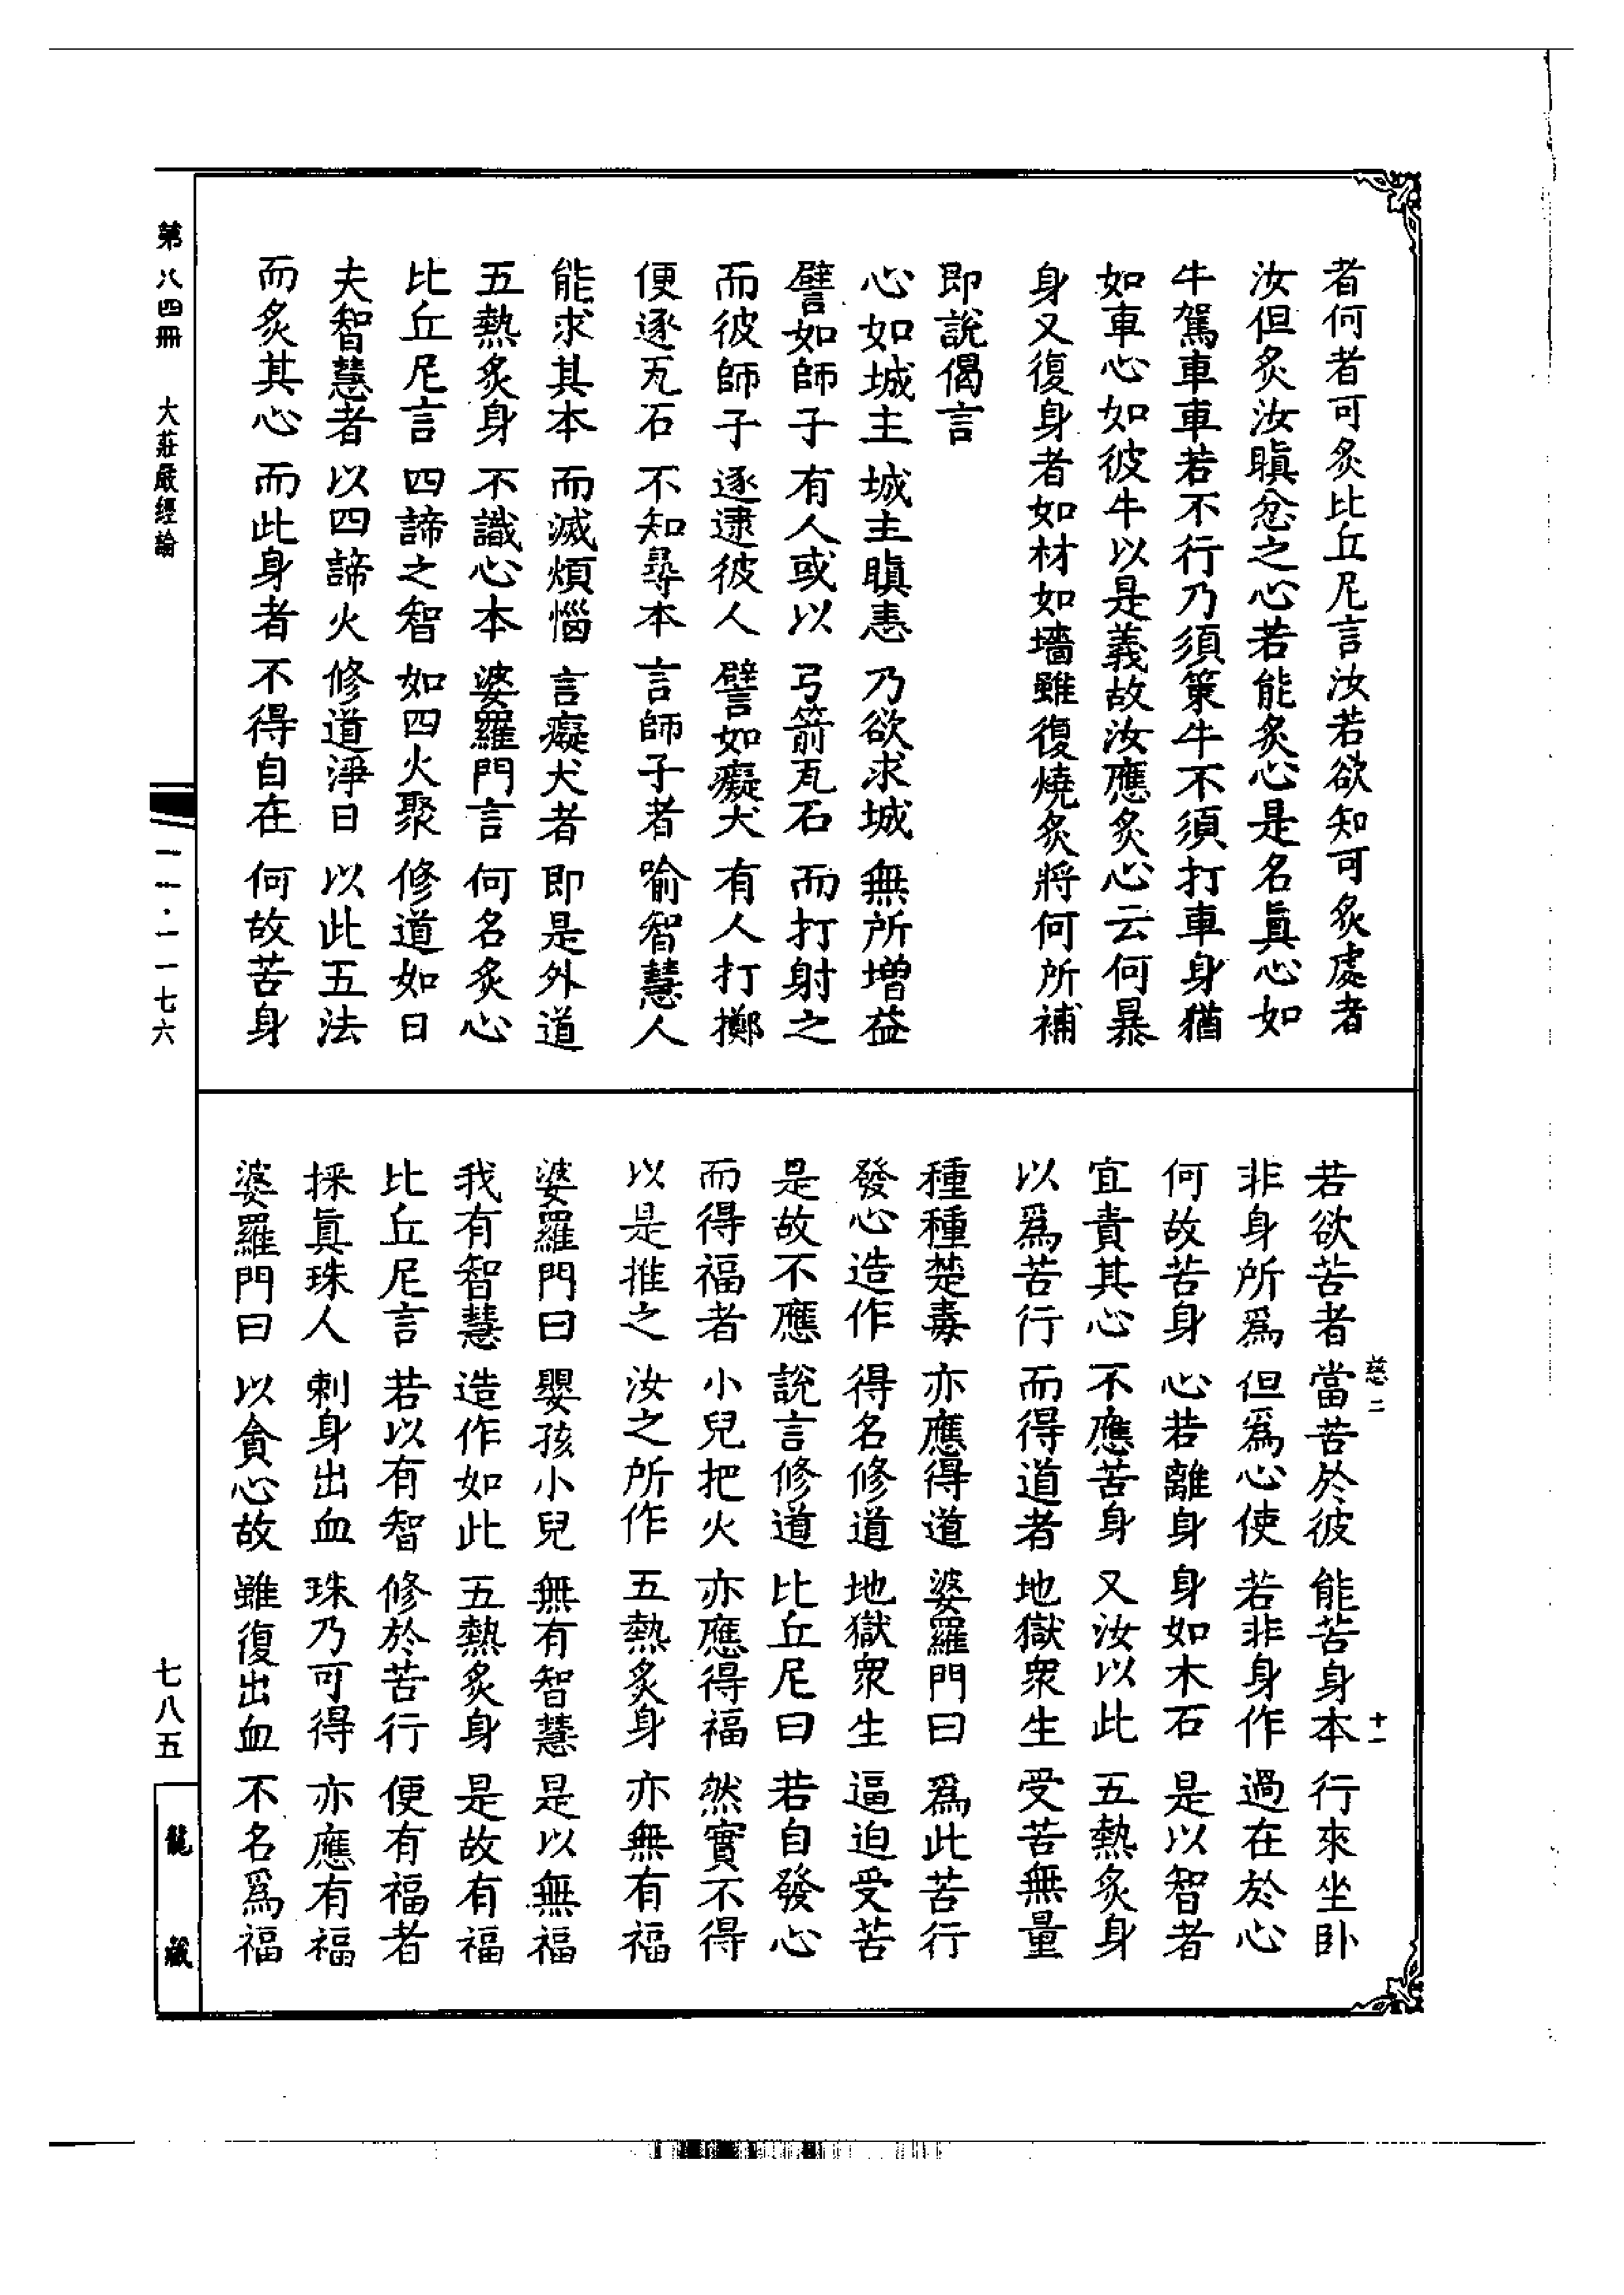 者何者可炙比丘尼言汝若欲知可炙處者
汝但炙汝瞋忿之心若能炙心是名眞心如
牛駕車車若不行乃須策牛不須打車身猶
如車心如彼牛以是義故汝應炙心云何暴
身又復身者如材如墻雖復燒炙將何所補
即說偈言
心如城主 城主瞋恚 乃欲求城 無所增益
譬如師子 有人或以 弓箭瓦石 而打射之
而彼師子 逐逮彼人 譬如癡犬 有人打擲
便逐瓦石 不知尋本 言師子者 喻智慧人
能求其本 而滅煩惱 言癡犬者 即是外道
五熱炙身 不識心本 婆羅門言 何名炙心
比丘尼言 四諦之智 如四火聚 修道如日
夫智慧者 以四諦火 修道淨日 以此五法
而炙其心 而此身者 不得自在 何故苦身
若欲苦者 當苦於彼 能苦身本 行來坐卧
非身所爲 但爲心使 若非身作 過在於心
何故苦身 心若離身 身如木石 是以智者
宜責其心 不應苦身 又汝以此 五熱炙身
以爲苦行 而得道者 地獄衆生 受苦無量
種種楚毒 亦應得道 婆羅門曰 爲此苦行
發心造作 得名修道 地獄衆生 逼迫受苦
是故不應 說言修道 比丘尼曰 若自發心
而得福者 小兒把火 亦應得福 然實不得
以是推之 汝之所作 五熱炙身 亦無有福
婆羅門曰 嬰孩小兒 無有智慧 是以無福
我有智慧 造作如此 五熱炙身 是故有福
比丘尼言 若以有智 修於苦行 便有福者
採眞珠人 刺身出血 珠乃可得 亦應有福
婆羅門曰 以貪心故 雖復出血 不名爲福
慈二 十一
第八四冊 大莊嚴經論
一一·一一七六
七八五
龍藏